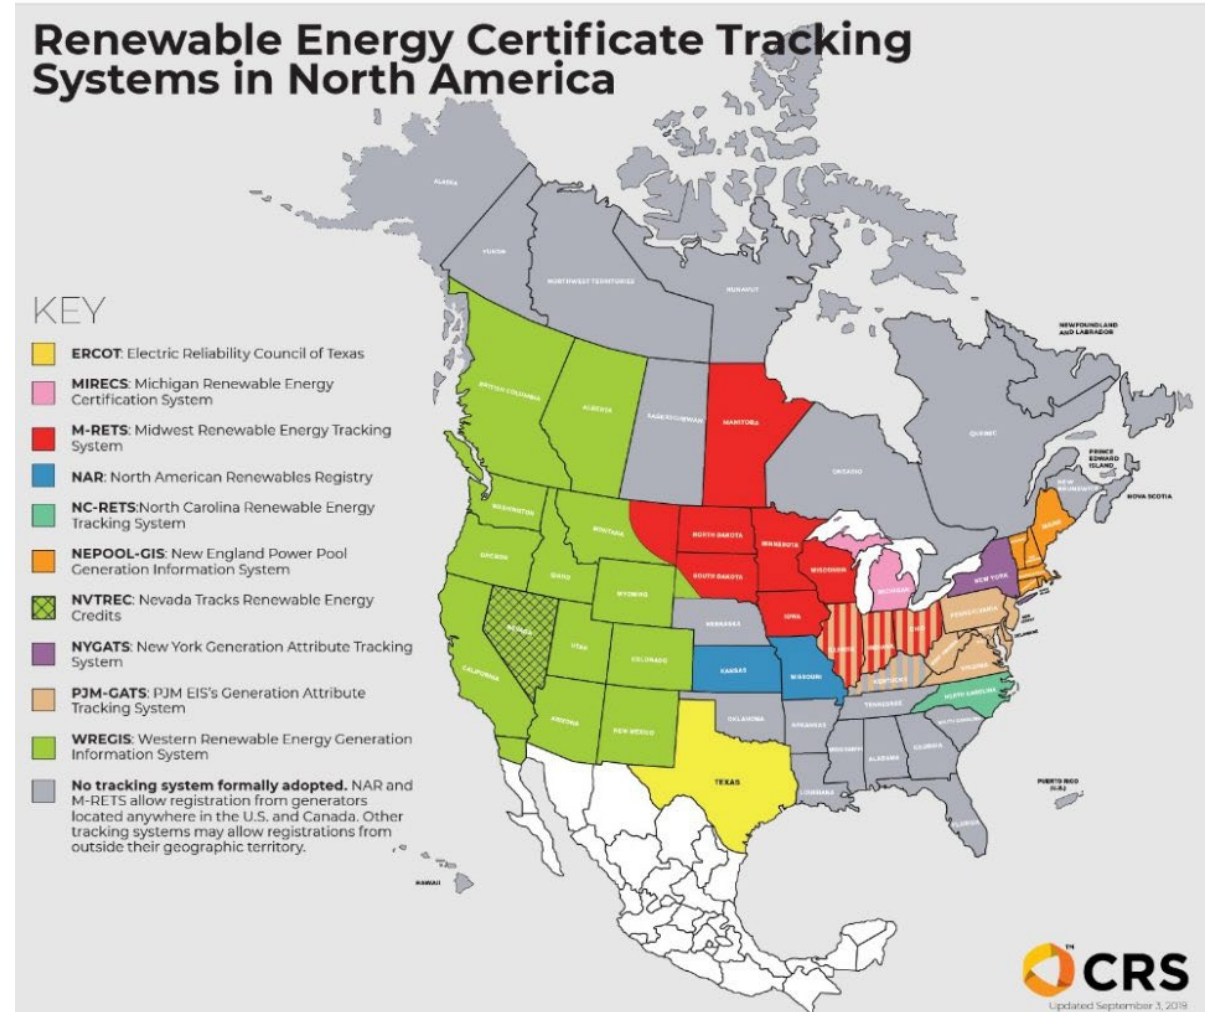 Renewable Energy Certificate Tracking
Systems in North America
KEY
ERCOT: Electric Reliability Council of Texas
MIRECS: Michigan Renewable Energy
Certification System
M-RETS: Midwest Renewable Energy Tracking
System
NAR: North American Renewables Registry
NC-RETS:North Carolina Renewable Energy
Tracking System
NEPOOL-GIS: New England Power Pool
Generation Information System
NVTREC: Nevada Tracks Renewable Energy
Credits
NYGATS: New York Generation Attribute Tracking
System
PJM-GATS: PJM EIS's Generation Attribute
Tracking System
WREGIS: Western Renewable Energy Generation
Information System
No tracking system formally adopted. NAR and
M-RETS allow registration from generators
located anywhere in the U.S. and Canada. Other
tracking systems may allow registrations from
outside their geographic territory.
ALASKA
YUKON
NORTHWEST TERRITORIES
NUNAVUT
NEWFOUNDLAND
AND LABRADOR
BRITISH COLUMBIA
ALBERTA
SASKATCHEWAN
MANITOBA
ONTARIO
QUEBEC
PRINCE
EDWARD
ISLAND
NEW
BRUNSWICK
NOVA SCOTIA
WASHINGTON
MONTANA
NORTH DAKOTA
MINNESOTA
MAINE
OREGON
IDAHO
SOUTH DAKOTA
WISCONSIN
MICHIGAN
NEW YORK
WYOMING
IOWA
PENNSYLVANIA
NEVADA
NEBRASKA
ILLINOIS
INDIANA
OHIO
NEW
JERSEY
DELAWARE
UTAH
COLORADO
CALIFORNIA
KANSAS
MISSOURI
KENTUCKY
VIRGINIA
ARIZONA
NEW MEXICO
OKLAHOMA
ARKANSAS
TENNESSEE
NORTH CAROLINA
SOUTH CAROLINA
TEXAS
LOUISIANA
MISSISSIPPI
ALABAMA
GEORGIA
FLORIDA
PUERTO RICO
(U.S.)
HAWAII
TM
CRS
Updated September 3, 2019